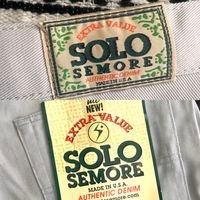 EXTRA VALUE
SOLO
SEMORE
AUTHENTIC DENIM
MADE IN U.S.A.
NEW!
EXTRA VALUE
SOLO
SEMORE
MADE IN U.S.A.
AUTHENTIC DENIM